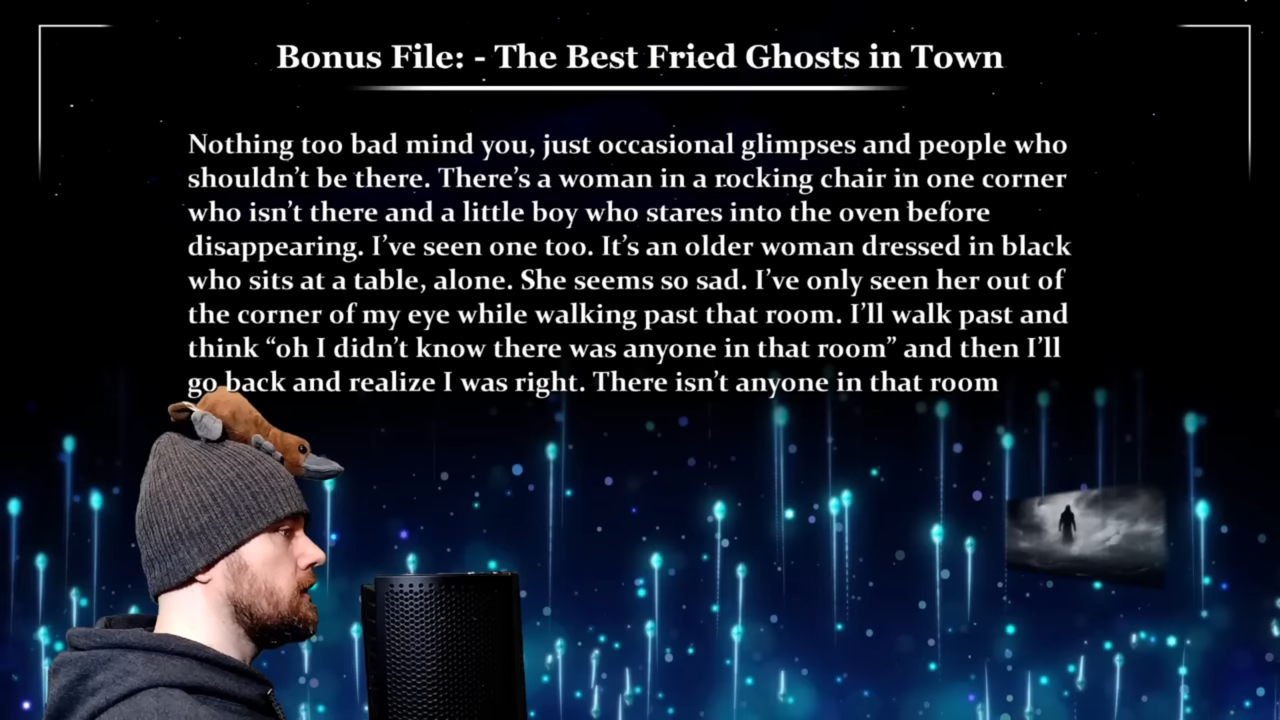 Bonus File: - The Best Fried Ghosts in Town
Nothing too bad mind you, just occasional glimpses and people who
shouldn’t be there. There’s a woman in a rocking chair in one corner
who isn’t there and a little boy who stares into the oven before
disappearing. I’ve seen one too. It’s an older woman dressed in black
who sits at a table, alone. She seems so sad. I’ve only seen her out of
the corner of my eye while walking past that room. I’ll walk past and
think “oh I didn’t know there was anyone in that room” and then I’ll
go back and realize I was right. There isn’t anyone in that room